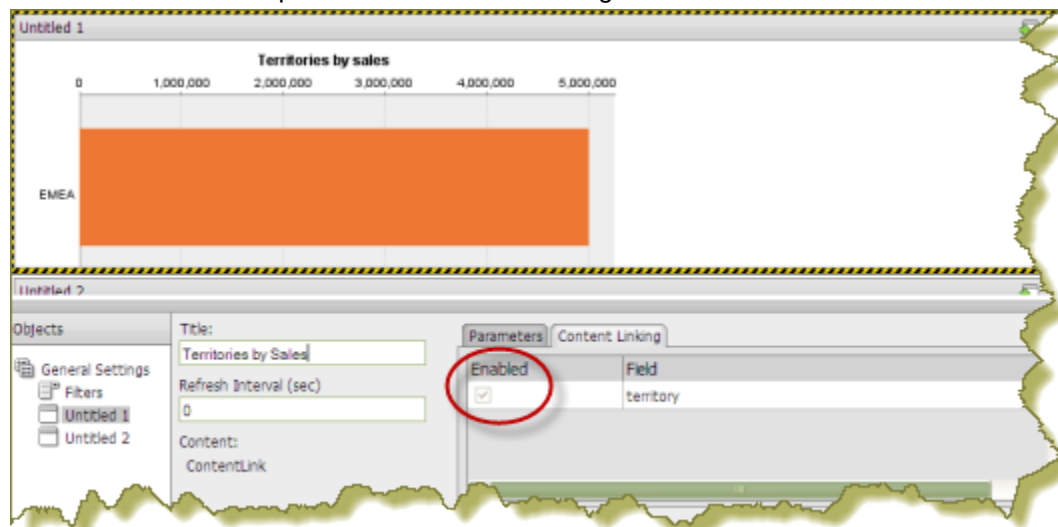 Untitled 1
Territories by sales
0 1,000,000 2,000,000 3,000,000 4,000,000 5,000,000
EMEA
Untitled 2
Objects
General Settings
Filters
Untitled 1
Untitled 2
Title:
Territories by Sales
Refresh Interval (sec)
0
Content:
ContentLink
Parameters Content Linking
Enabled Field
territory